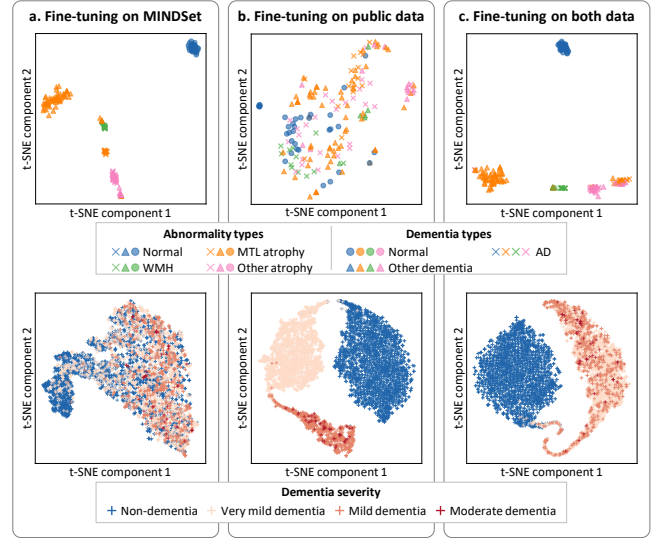 a. Fine-tuning on MINDSet
b. Fine-tuning on public data
c. Fine-tuning on both data
t-SNE component 2
t-SNE component 2
t-SNE component 2
t-SNE component 1
t-SNE component 1
t-SNE component 1
Abnormality types
Dementia types
Normal
MTL atrophy
Normal
AD
WMH
Other atrophy
Other dementia
t-SNE component 2
t-SNE component 2
t-SNE component 2
t-SNE component 1
t-SNE component 1
t-SNE component 1
Dementia severity
Non-dementia
Very mild dementia
Mild dementia
Moderate dementia